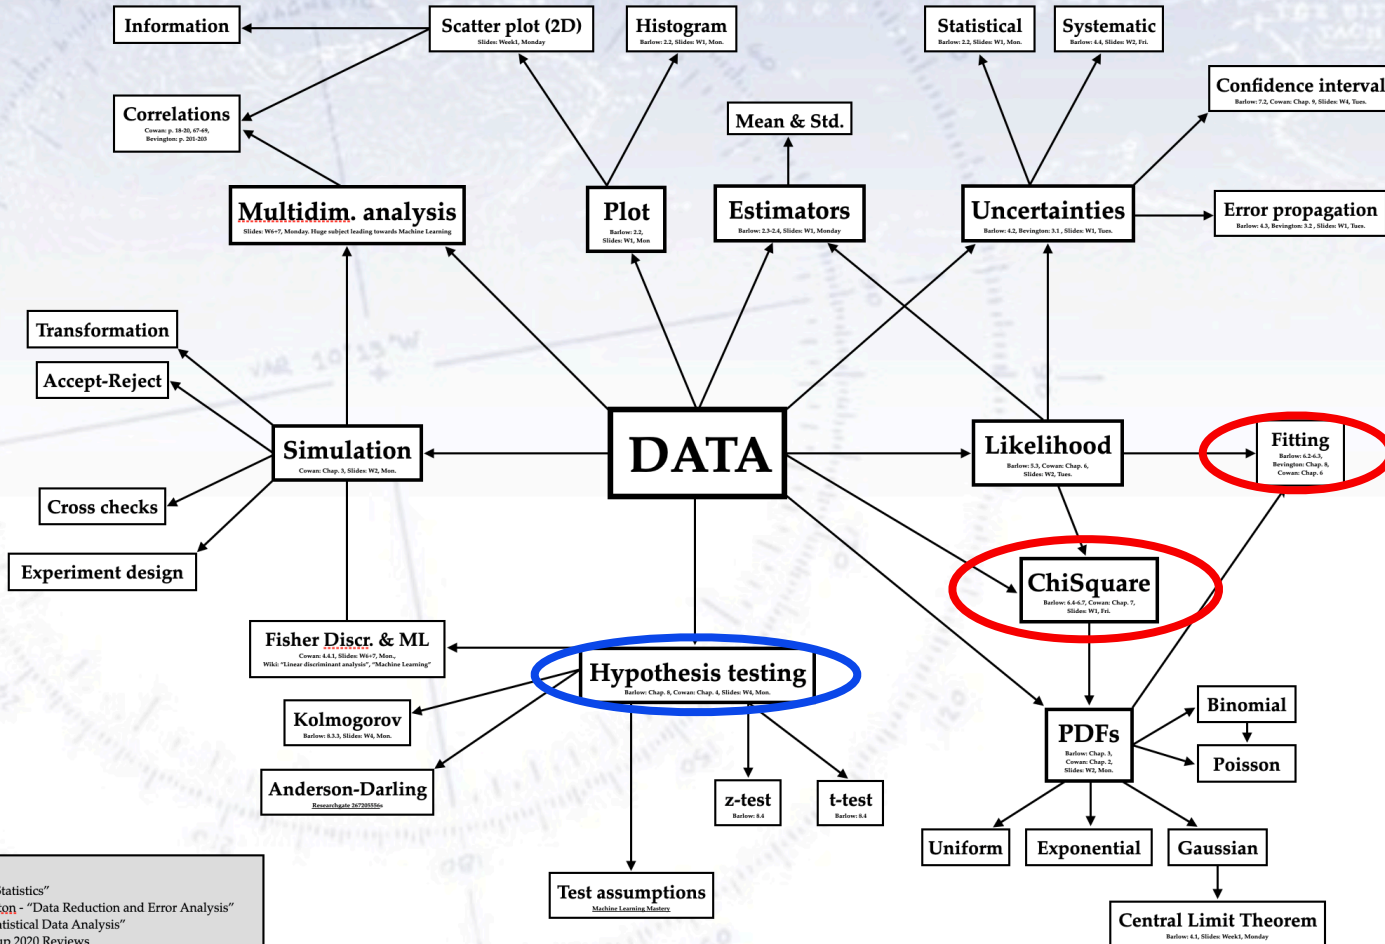 Information
Scatter plot (2D)
Slides: Week1, Monday
Histogram
Barlow: 2.2, Slides: W1, Mon.
Statistical
Barlow: 2.2, Slides: W1, Mon.
Systematic
Barlow: 4.4, Slides: W2, Fri.
Confidence interval
Barlow: 7.2, Cowan: Chap. 9, Slides: W4, Tues.
Correlations
Cowan: p. 18-20, 67-69,
Bevington: p. 201-203
Mean & Std.
Multidim. analysis
Slides: W6+7, Monday. Huge subject leading towards Machine Learning
Plot
Barlow: 2.2,
Slides: W1, Mon
Estimators
Barlow: 2.3-2.4, Slides: W1, Monday
Uncertainties
Barlow: 4.2, Bevington: 3.1 , Slides: W1, Tues.
Error propagation
Barlow: 4.3, Bevington: 3.2 , Slides: W1, Tues.
Transformation
VAR 10°15'W
Accept-Reject
Simulation
Cowan: Chap. 3, Slides: W2, Mon.
DATA
Likelihood
Barlow: 5.3, Cowan: Chap. 6,
Slides: W2, Tues.
Fitting
Barlow: 6.2-6.3,
Bevington: Chap. 8,
Cowan: Chap. 6
Cross checks
Experiment design
ChiSquare
Barlow: 6.4-6.7, Cowan: Chap. 7,
Slides: W1, Fri.
Fisher Discr. & ML
Cowan: 4.4.1, Slides: W6+7, Mon.,
Wiki: "Linear discriminant analysis", "Machine Learning"
Hypothesis testing
Barlow: Chap. 8, Cowan: Chap. 4, Slides: W4, Mon.
Kolmogorov
Barlow: 8.3.3, Slides: W4, Mon.
PDFs
Barlow: Chap. 3,
Cowan: Chap. 2,
Slides: W2, Mon.
Binomial
Poisson
Anderson-Darling
Researchgate 267205556a
z-test
Barlow: 8.4
t-test
Barlow: 8.4
Uniform
Exponential
Gaussian
Test assumptions
Machine Learning Mastery
Central Limit Theorem
Barlow: 4.1, Slides: Week1, Monday
Statistics"
ton - "Data Reduction and Error Analysis"
atistical Data Analysis"
up 2020 Reviews